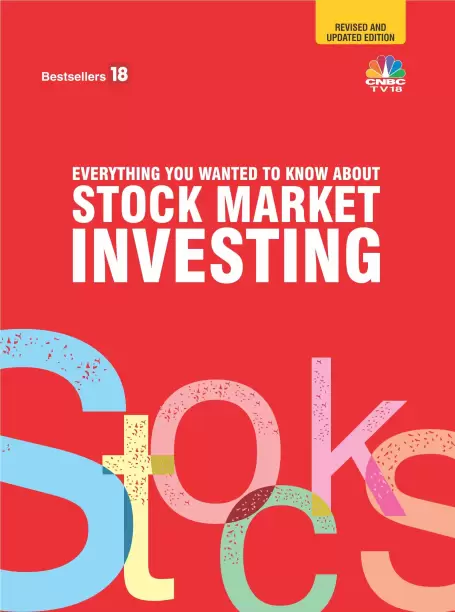 REVISED AND
UPDATED EDITION
Bestsellers 18
CNBC
TV18
EVERYTHING YOU WANTED TO KNOW ABOUT
STOCK MARKET
INVESTING
Stocks